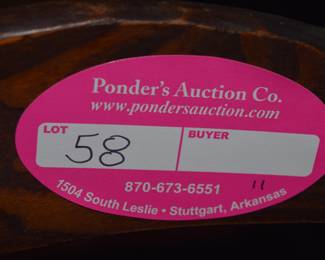 Ponder's Auction Co.
www.pondersauction.com
LOT BUYER
58
870-673-6551 11
1504 South Leslie • Stuttgart, Arkansas